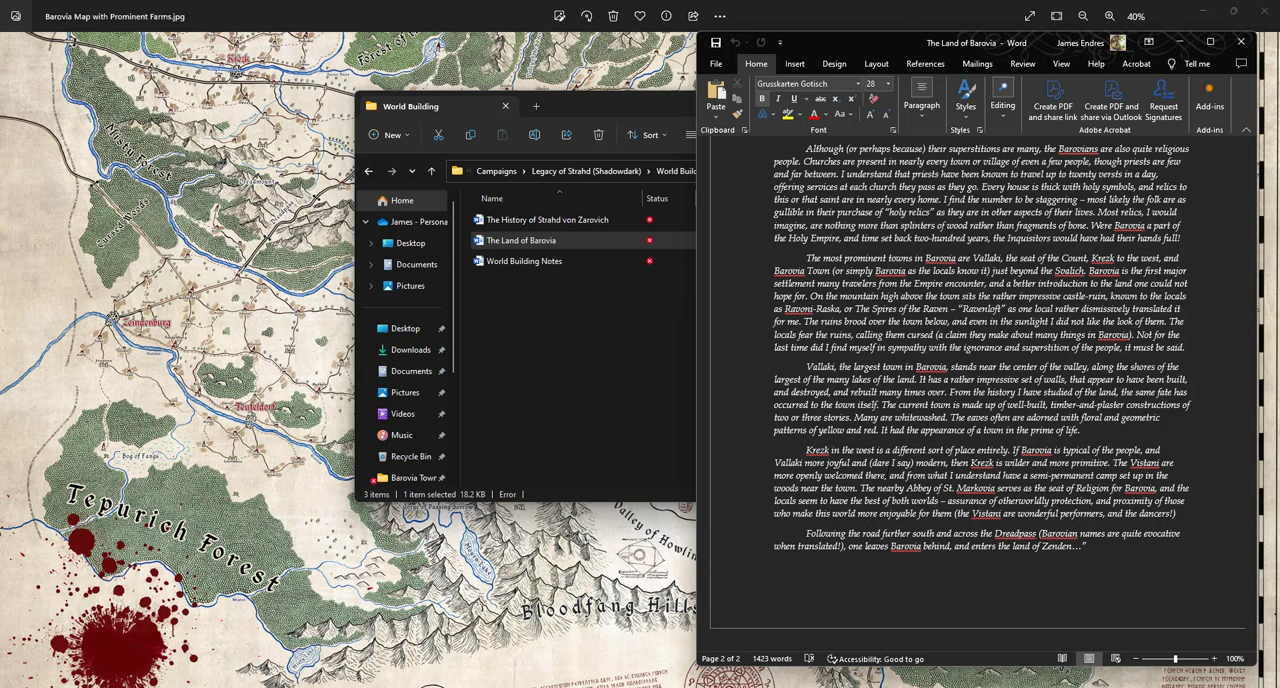 Barovia Map with Prominent Farms.jpg
40%
Krezk
Forest of
Misty Forest
Cursed Woods
Zeidenburg
Teufeldorf
Bog of Fangs
Tepurich Forest
Valley of Howlin
Bloodfang Hills
World Building
New
Sort
Campaigns > Legacy of Strahd (Shadowdark) > World Buil
Home
Name
Status
James - Persona
Desktop
Documents
Pictures
The History of Strahd von Zarovich
The Land of Barovia
World Building Notes
Desktop
Downloads
Documents
Pictures
Videos
Music
Recycle Bin
Barovia Towr
3 items
1 item selected 18.2 KB
Error
The Land of Barovia - Word
James Endres
File
Home
Insert
Design
Layout
References
Mailings
Review
View
Help
Acrobat
Tell me
Grusskarten Gotisch
28
Paste
Paragraph
Styles
Editing
Create PDF
and share link
Create PDF and
share via Outlook
Request
Signatures
Add-ins
Clipboard
Font
Styles
Adobe Acrobat
Add-ins
Although (or perhaps because) their superstitions are many, the Barovians are also quite religious
people. Churches are present in nearly every town or village of even a few people, though priests are few
and far between. I understand that priests have been known to travel up to twenty versts in a day,
offering services at each church they pass as they go. Every house is thick with holy symbols, and relics to
this or that sant are in nearly every home. I find the number to be staggering – most likely the folk are as
gullible in their purchase of “holy relics” as they are in other aspects of their lives. Most relics, I would
imagine, are nothing more than splinters of wood rather than fragments of bone. Were Barovia a part of
the Holy Empire, and time set back two-hundred years, the Inquisitors would have had their hands full!
The most prominent towns in Barovia are Vallaki, the seat of the Count, Krezk to the west, and
Barovia Town (or simply Barovia as the locals know it) just beyond the Svalich. Barovia is the first major
settlement many travelers from the Empire encounter, and a better introduction to the land one could not
hope for. On the mountain high above the town sits the rather impressive castle-ruin, known to the locals
as Ravoni-Raska, or The Spires of the Raven – “Ravenloft” as one local rather dismissively translated it
for me. The ruins brood over the town below, and even in the sunlight I did not like the look of them. The
locals fear the ruins, calling them cursed (a claim they make about many things in Barovia). Not for the
last time did I find myself in sympathy with the ignorance and superstition of the people, it must be said.
Vallaki, the largest town in Barovia, stands near the center of the valley, along the shores of the
largest of the many lakes of the land. It has a rather impressive set of walls, that appear to have been built,
and destroyed, and rebuilt many times over. From the history I have studied of the land, the same fate has
occurred to the town itself. The current town is made up of well-built, timber-and-plaster constructions of
two or three stories. Many are whitewashed. The eaves often are adorned with floral and geometric
patterns of yellow and red. It had the appearance of a town in the prime of life.
Krezk in the west is a different sort of place entirely. If Barovia is typical of the people, and
Vallaki more joyful and (dare I say) modern, then Krezk is wilder and more primitive. The Vistani are
more openly welcomed there, and from what I understand have a semi-permanent camp set up in the
woods near the town. The nearby Abbey of St. Markovia serves as the seat of Religion for Barovia, and the
locals seem to have the best of both worlds – assurance of otherworldly protection, and proximity of those
who make this world more enjoyable for them (the Vistani are wonderful performers, and the dancers!)
Following the road further south and across the Dreadpass (Barovian names are quite evocative
when translated!), one leaves Barovia behind, and enters the land of Zenden…”
Page 2 of 2
1423 words
Accessibility: Good to go
100%